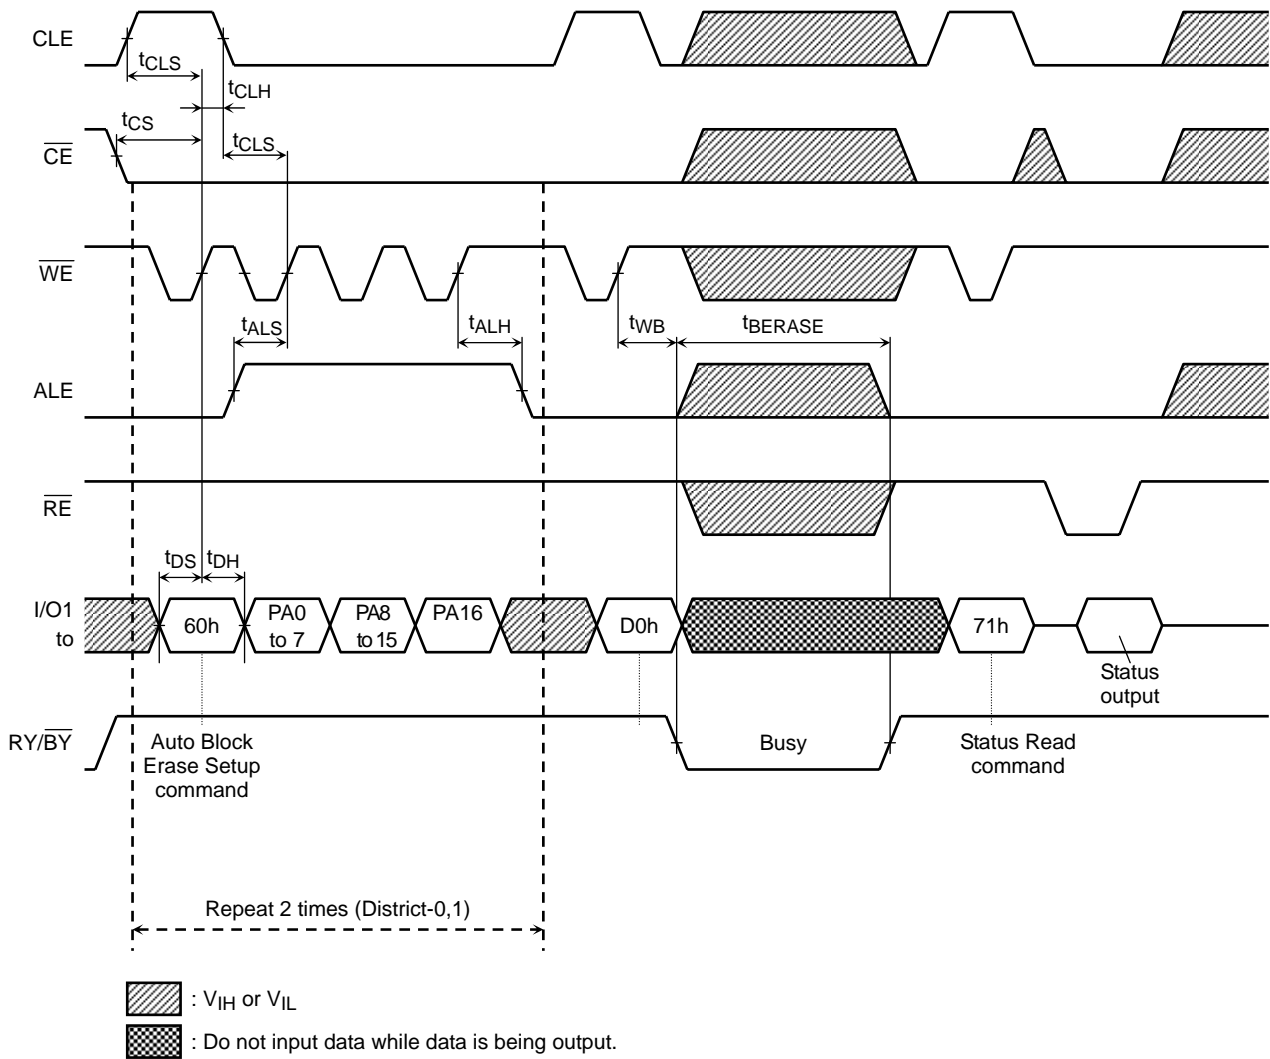 CLE
tCLS
tCLH
tCS
tCLS
CE
WE
tALS
tALH
tWB
tBERASE
ALE
RE
tDS
tDH
I/O1
to
60h
PA0
to 7
PA8
to 15
PA16
D0h
71h
Status
output
RY/BY
Auto Block
Erase Setup
command
Busy
Status Read
command
Repeat 2 times (District-0,1)
: VIH or VIL
: Do not input data while data is being output.